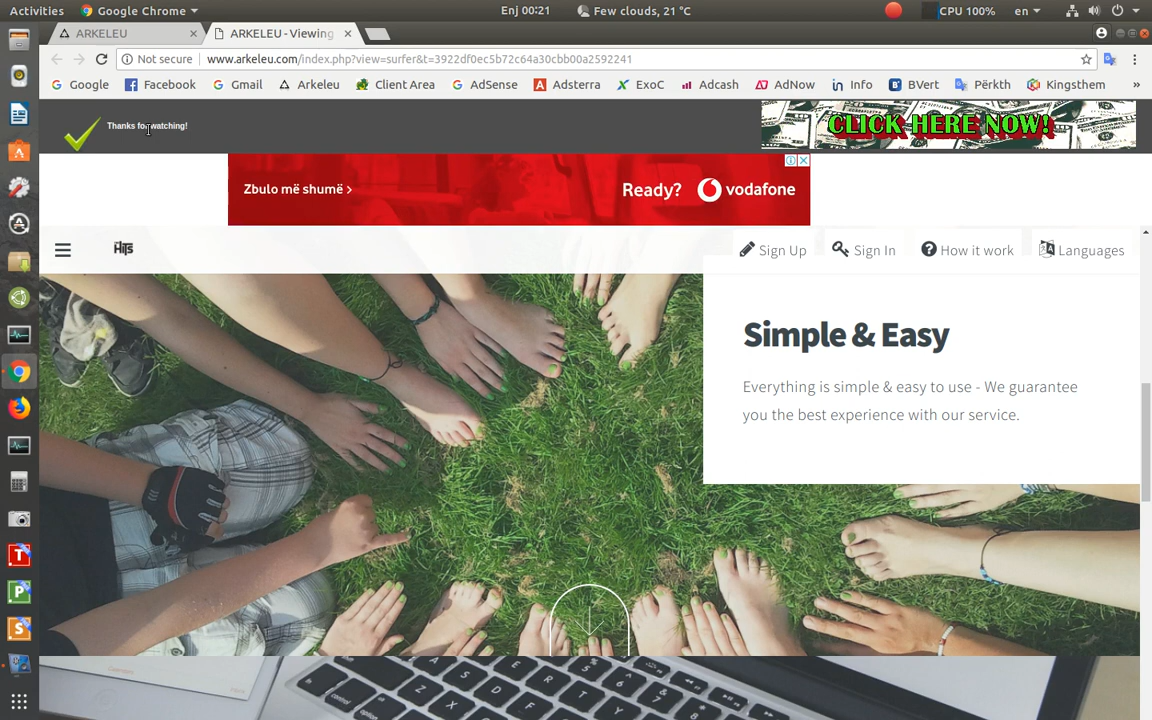 Activities
Google Chrome
Enj 00:21
Few clouds, 21 °C
CPU 100%
en
ARKELEU
ARKELEU - Viewing
Not secure
www.arkeleu.com/index.php?view=surfer&t=3922df0ec5b72c64a30cbb00a2592241
Google
Facebook
Gmail
Arkeleu
Client Area
AdSense
Adsterra
ExoC
Adcash
AdNow
Info
BVert
Përkth
Kingsthem
»
Thanks for watching!
CLICK HERE NOW!
Zbulo më shumë >
Ready?
vodafone
Hits
Sign Up
Sign In
How it work
Languages
Simple & Easy
Everything is simple & easy to use - We guarantee
you the best experience with our service.